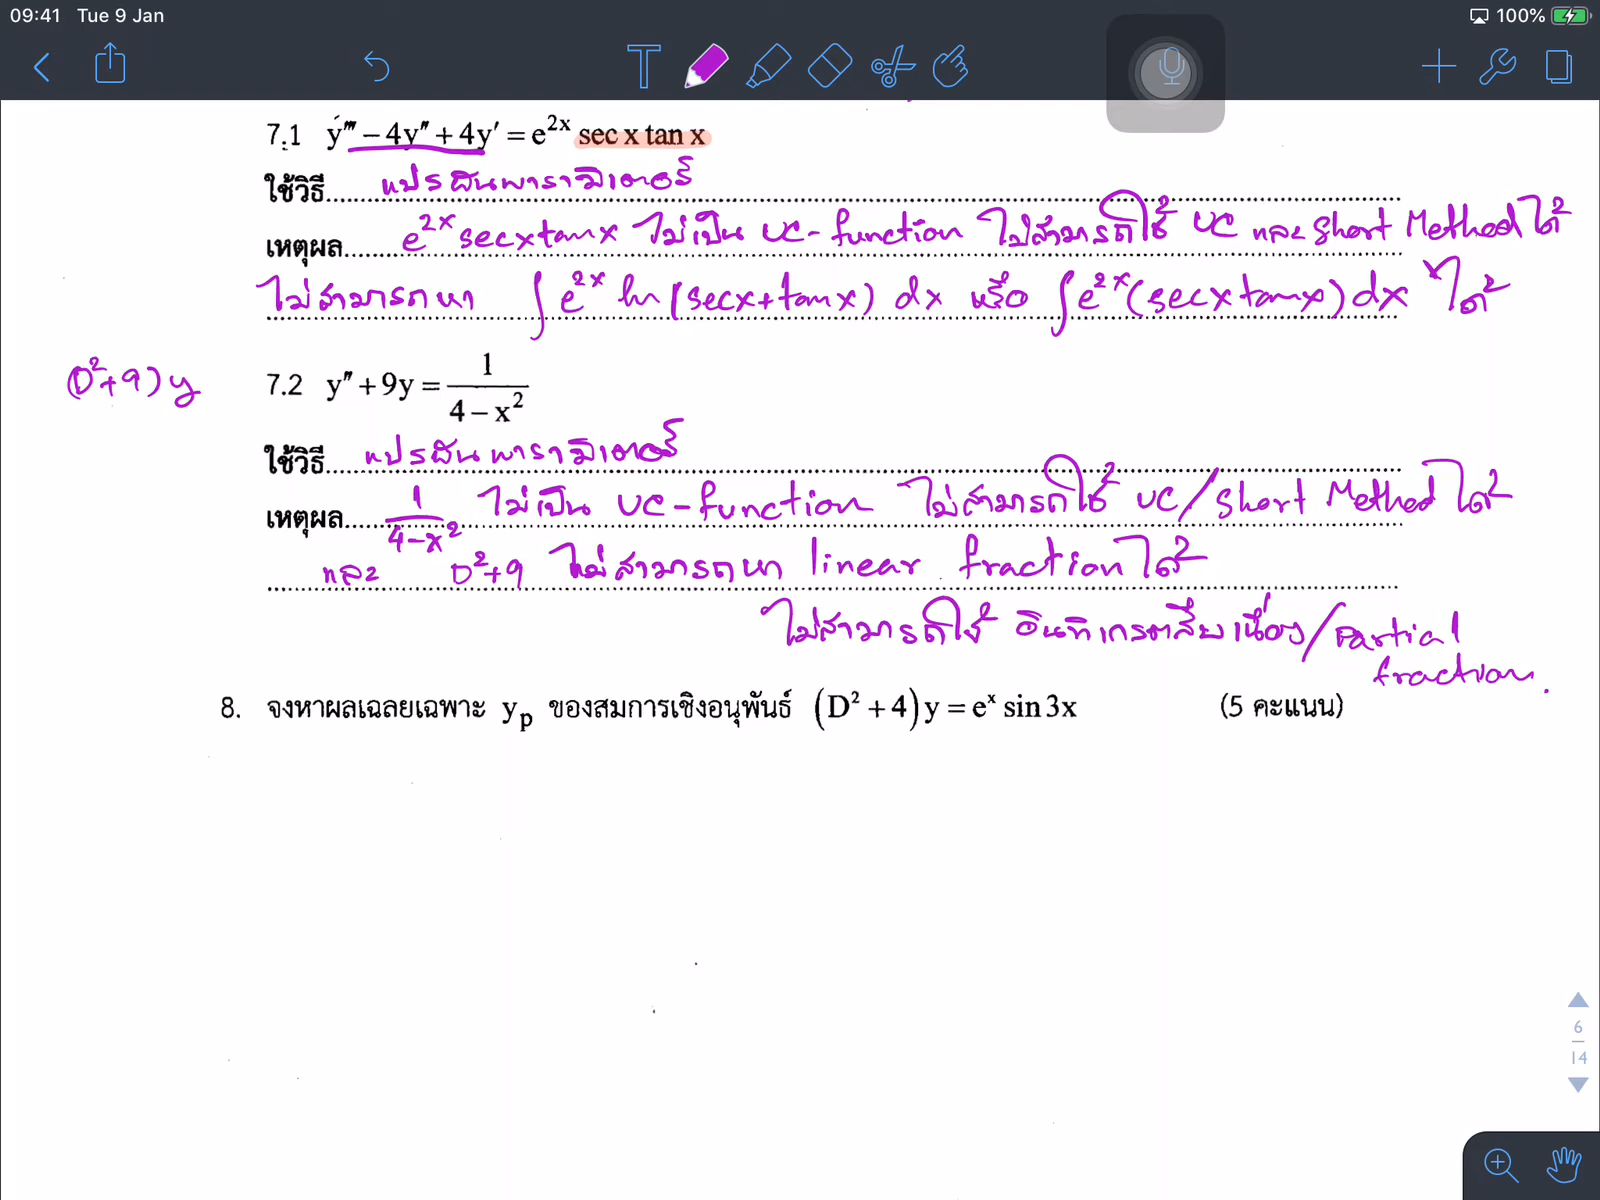 09:41 Tue 9 Jan 100%
7.1 y''' − 4y'' + 4y' = e^{2x} sec x tan x
ใช้วิธี แปรผันพารามิเตอร์
เหตุผล e^{2x} secxtanx ไม่เป็น UC-function ไม่สามารถใช้ UC และ Short Method ได้
ไม่สามารถหา ∫ e^{2x} ln(secx+tanx) dx หรือ ∫ e^{2x}(secxtanx)dx ได้
(D²+9)y 7.2 y'' + 9y = 1/(4 − x²)
ใช้วิธี แปรผันพารามิเตอร์
เหตุผล 1/(4−x²) ไม่เป็น UC-function ไม่สามารถใช้ UC/Short Method ได้
และ D²+9 ไม่สามารถหา linear fraction ได้
ไม่สามารถใช้ อินทิเกรตสืบเนื่อง/Partial
fraction.
8. จงหาผลเฉลยเฉพาะ y_p ของสมการเชิงอนุพันธ์ (D² + 4)y = e^x sin 3x (5 คะแนน)
6
14